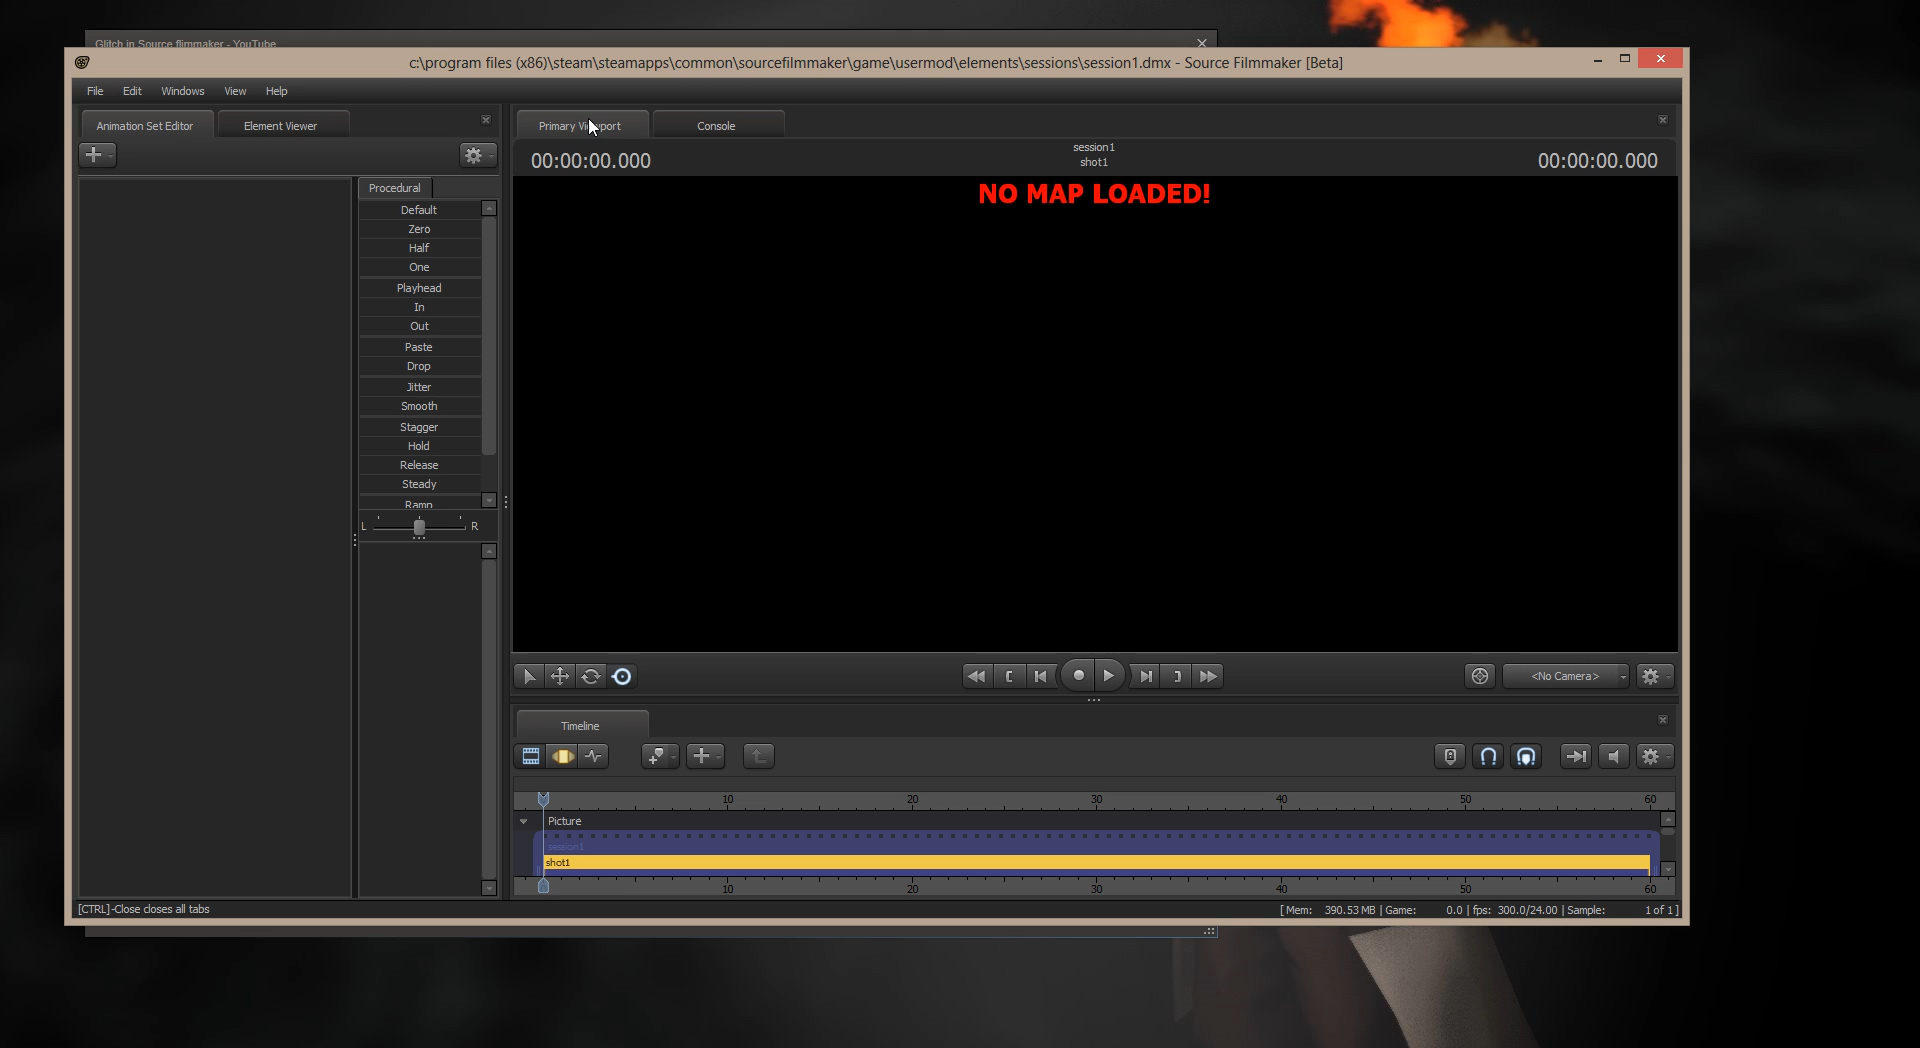 Glitch in Source filmmaker - YouTube
c:\program files (x86)\steam\steamapps\common\sourcefilmmaker\game\usermod\elements\sessions\session1.dmx - Source Filmmaker [Beta]
File Edit Windows View Help
Animation Set Editor Element Viewer
Primary Viewport Console
00:00:00.000
session1
shot1
00:00:00.000
NO MAP LOADED!
Procedural
Default
Zero
Half
One
Playhead
In
Out
Paste
Drop
Jitter
Smooth
Stagger
Hold
Release
Steady
Ramp
L R
<No Camera>
Timeline
10 20 30 40 50 60
Picture
session1
shot1
10 20 30 40 50 60
[CTRL]-Close closes all tabs
[ Mem: 390.53 MB | Game: 0.0 | fps: 300.0/24.00 | Sample: 1 of 1 ]